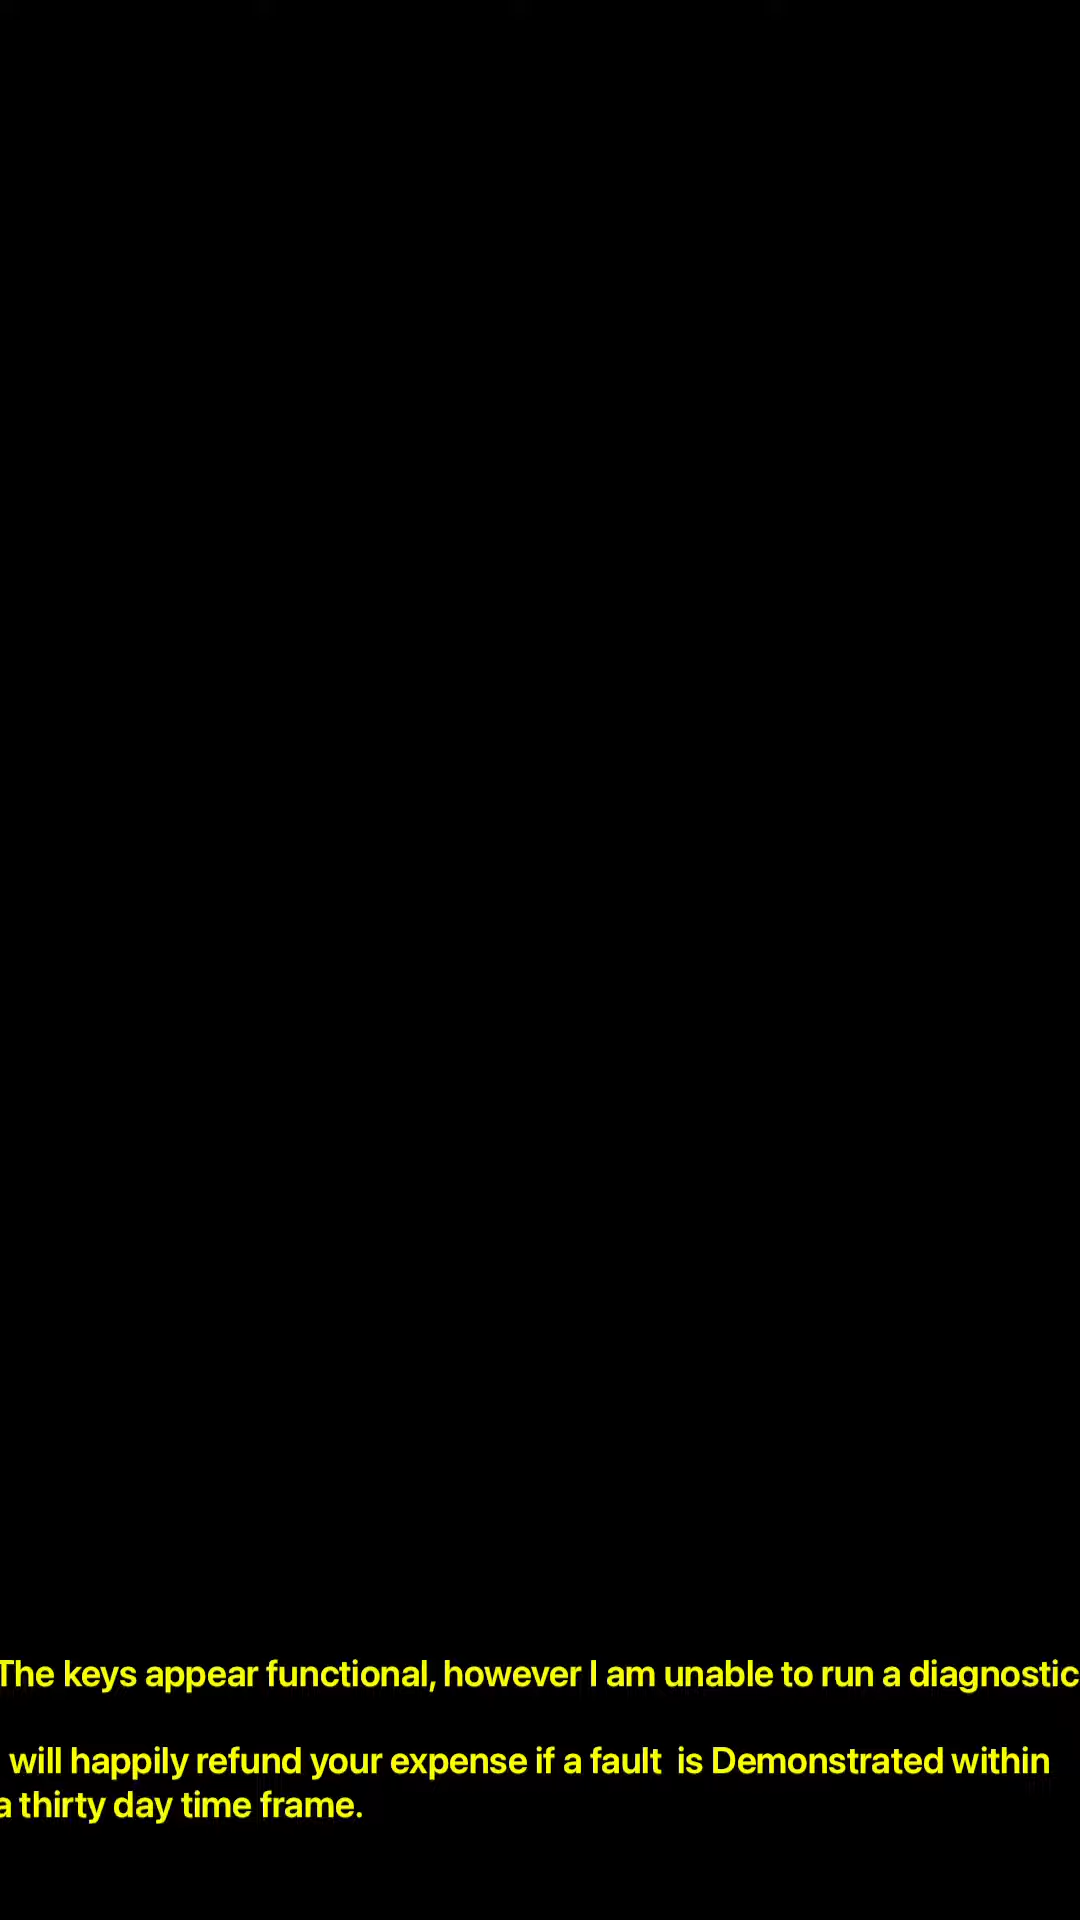 The keys appear functional, however I am unable to run a diagnostic
will happily refund your expense if a fault  is Demonstrated within
a thirty day time frame.